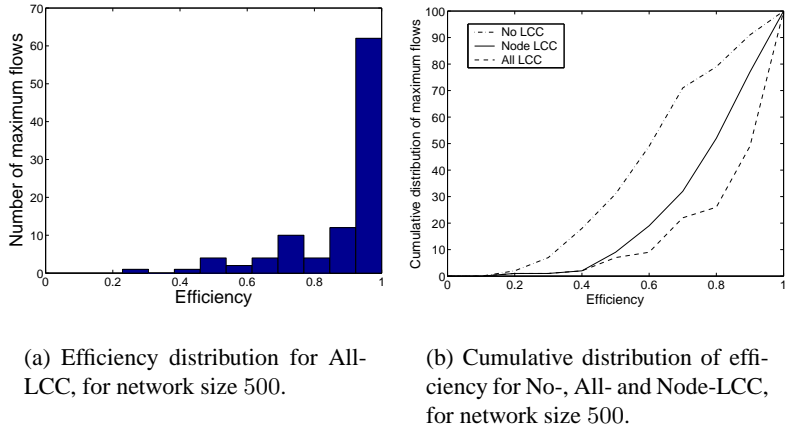 70
60
50
40
30
20
10
0
0 0.2 0.4 0.6 0.8 1
Efficiency
Number of maximum flows
100
90
80
70
60
50
40
30
20
10
0
0 0.2 0.4 0.6 0.8 1
Efficiency
Cumulative distribution of maximum flows
No LCC
Node LCC
All LCC
(a) Efficiency distribution for All-
LCC, for network size 500.
(b) Cumulative distribution of effi-
ciency for No-, All- and Node-LCC,
for network size 500.